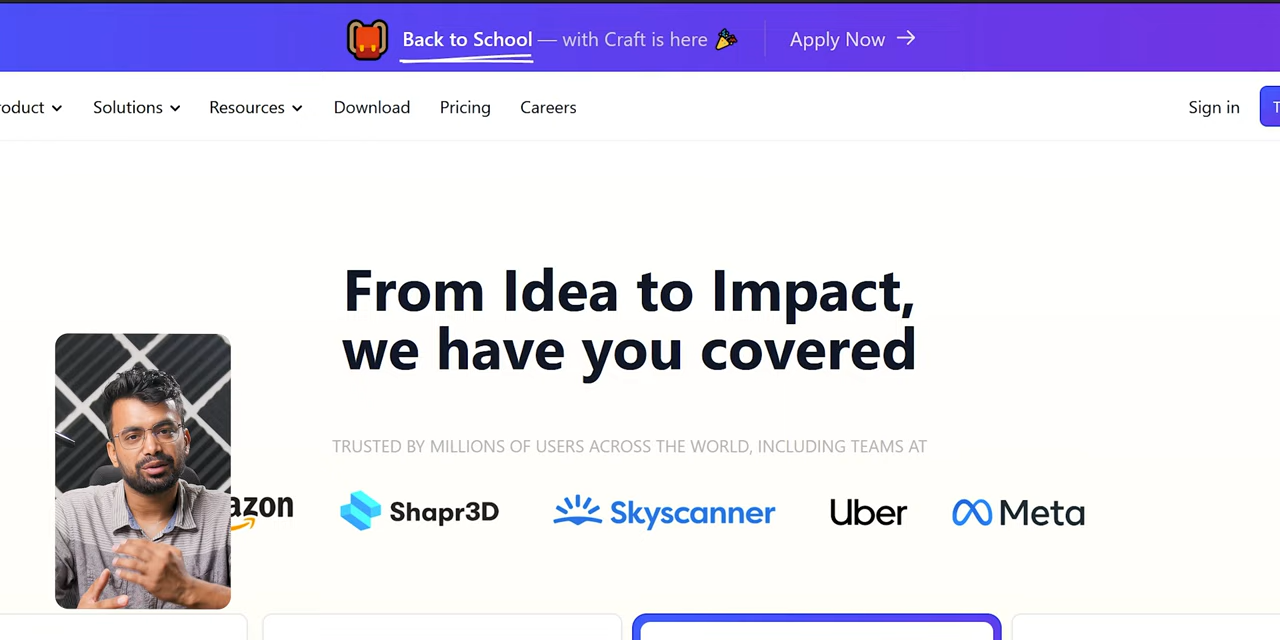 Back to School — with Craft is here
Apply Now →
roduct
Solutions
Resources
Download
Pricing
Careers
Sign in
T
From Idea to Impact,
we have you covered
TRUSTED BY MILLIONS OF USERS ACROSS THE WORLD, INCLUDING TEAMS AT
azon
Shapr3D
Skyscanner
Uber
Meta